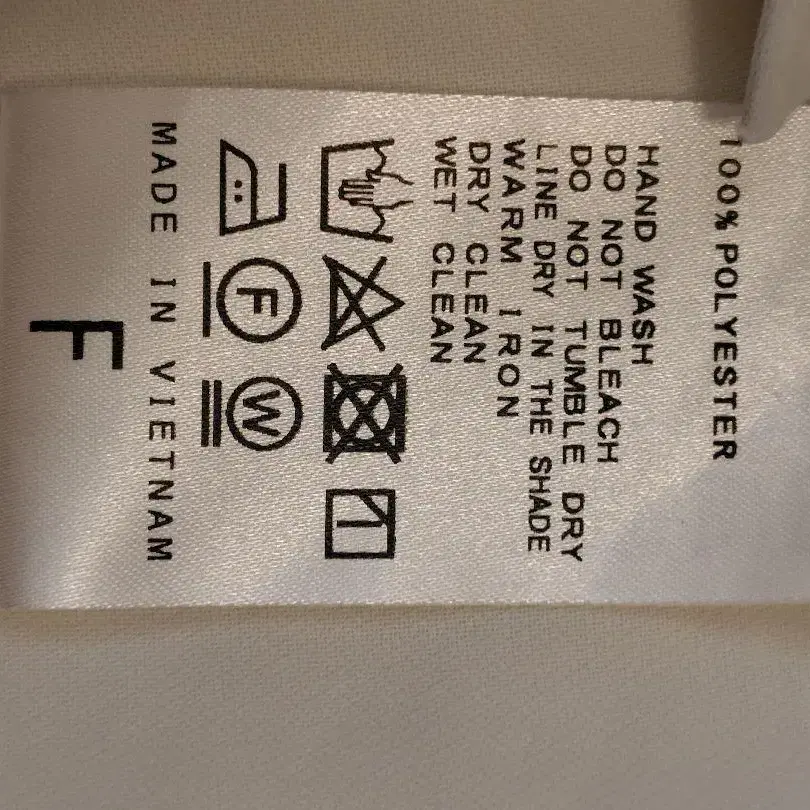 100% POLYESTER
HAND WASH
DO NOT BLEACH
DO NOT TUMBLE DRY
LINE DRY IN THE SHADE
WARM IRON
DRY CLEAN
WET CLEAN
F W
MADE IN VIETNAM
F